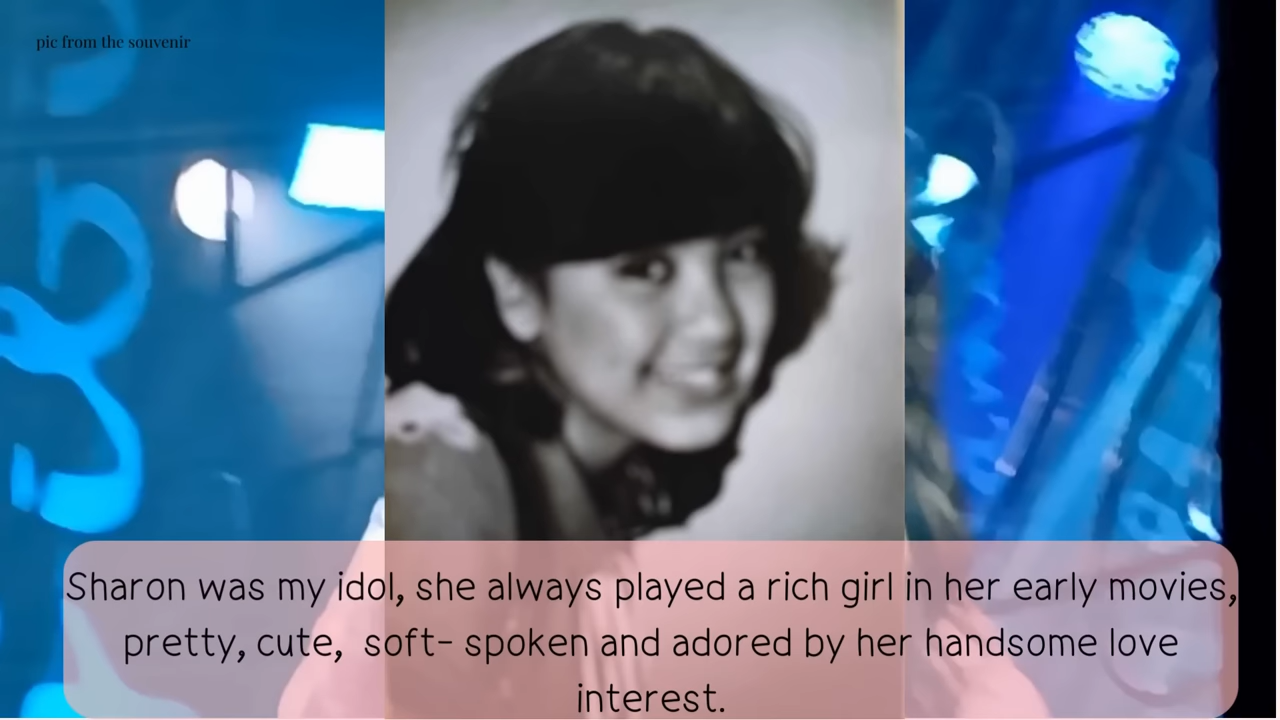 pic from the souvenir
Sharon was my idol, she always played a rich girl in her early movies,
pretty, cute,  soft- spoken and adored by her handsome love
interest.